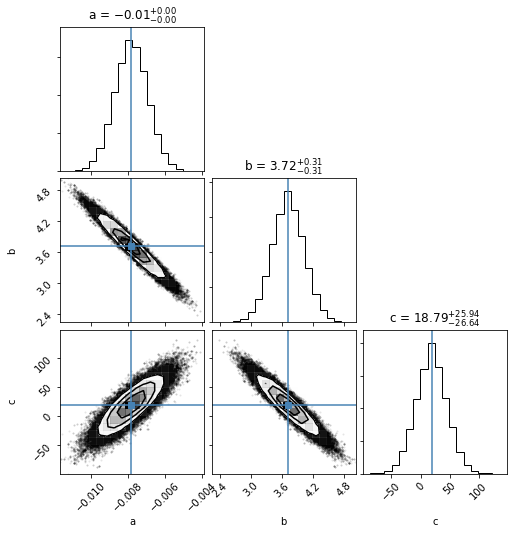 a = −0.01+0.00−0.00
b = 3.72+0.31−0.31
4.8
4.2
3.6
3.0
2.4
b
c = 18.79+25.94−26.64
100
50
0
−50
c
−0.010 −0.008 −0.006 −0.004 2.4 3.0 3.6 4.2 4.8 −50 0 50 100
a b c